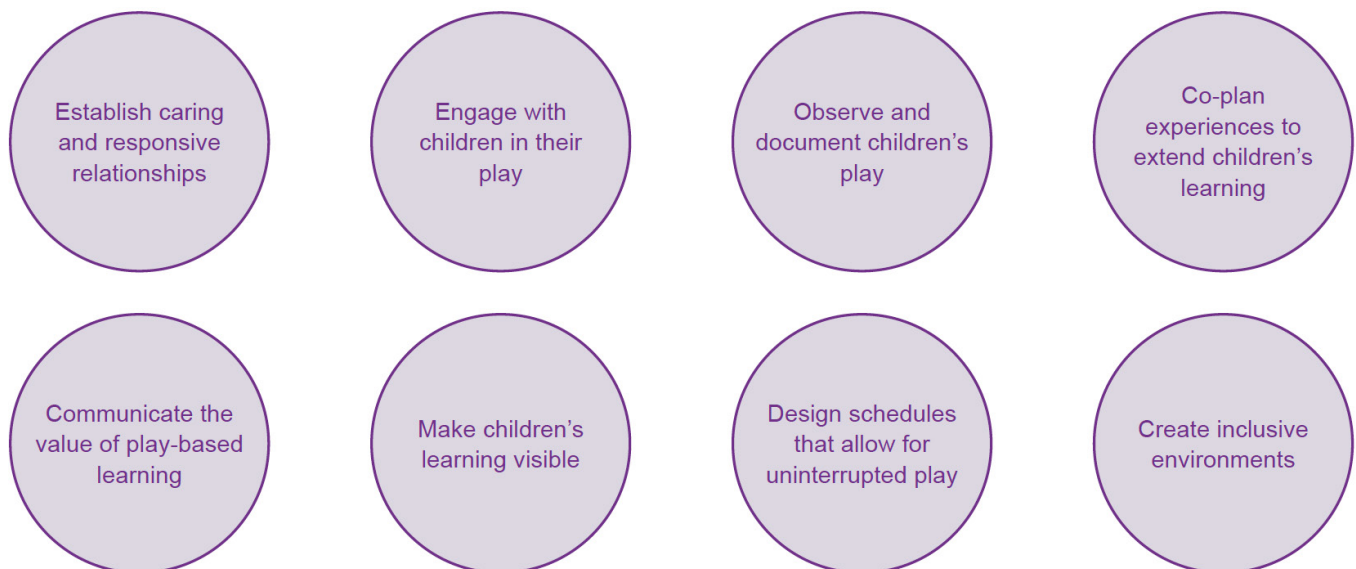 Establish caring
and responsive
relationships
Engage with
children in their
play
Observe and
document children’s
play
Co-plan
experiences to
extend children’s
learning
Communicate the
value of play-based
learning
Make children’s
learning visible
Design schedules
that allow for
uninterrupted play
Create inclusive
environments